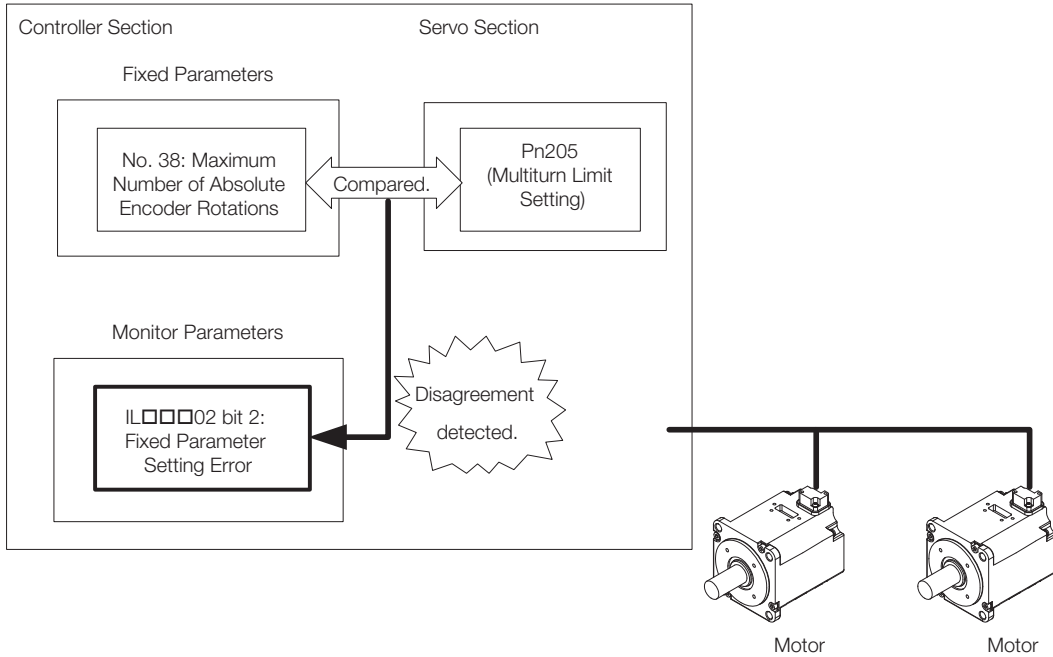 Controller Section
Servo Section
Fixed Parameters
No. 38: Maximum
Number of Absolute
Encoder Rotations
Compared.
Pn205
(Multiturn Limit
Setting)
Monitor Parameters
IL□□□02 bit 2:
Fixed Parameter
Setting Error
Disagreement
detected.
Motor
Motor